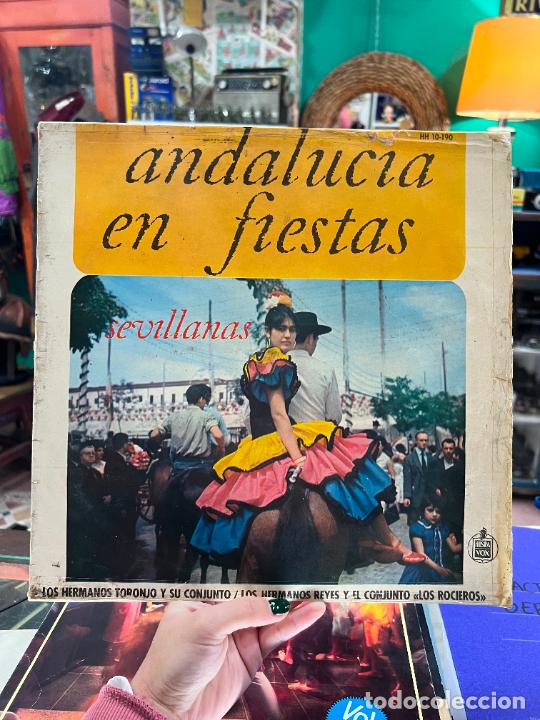 HH 10-190
andalucia
en fiestas
sevillanas
HISPA
VOX
LOS HERMANOS TORONJO Y SU CONJUNTO / LOS HERMANOS REYES Y EL CONJUNTO «LOS ROCIEROS»
todocoleccion